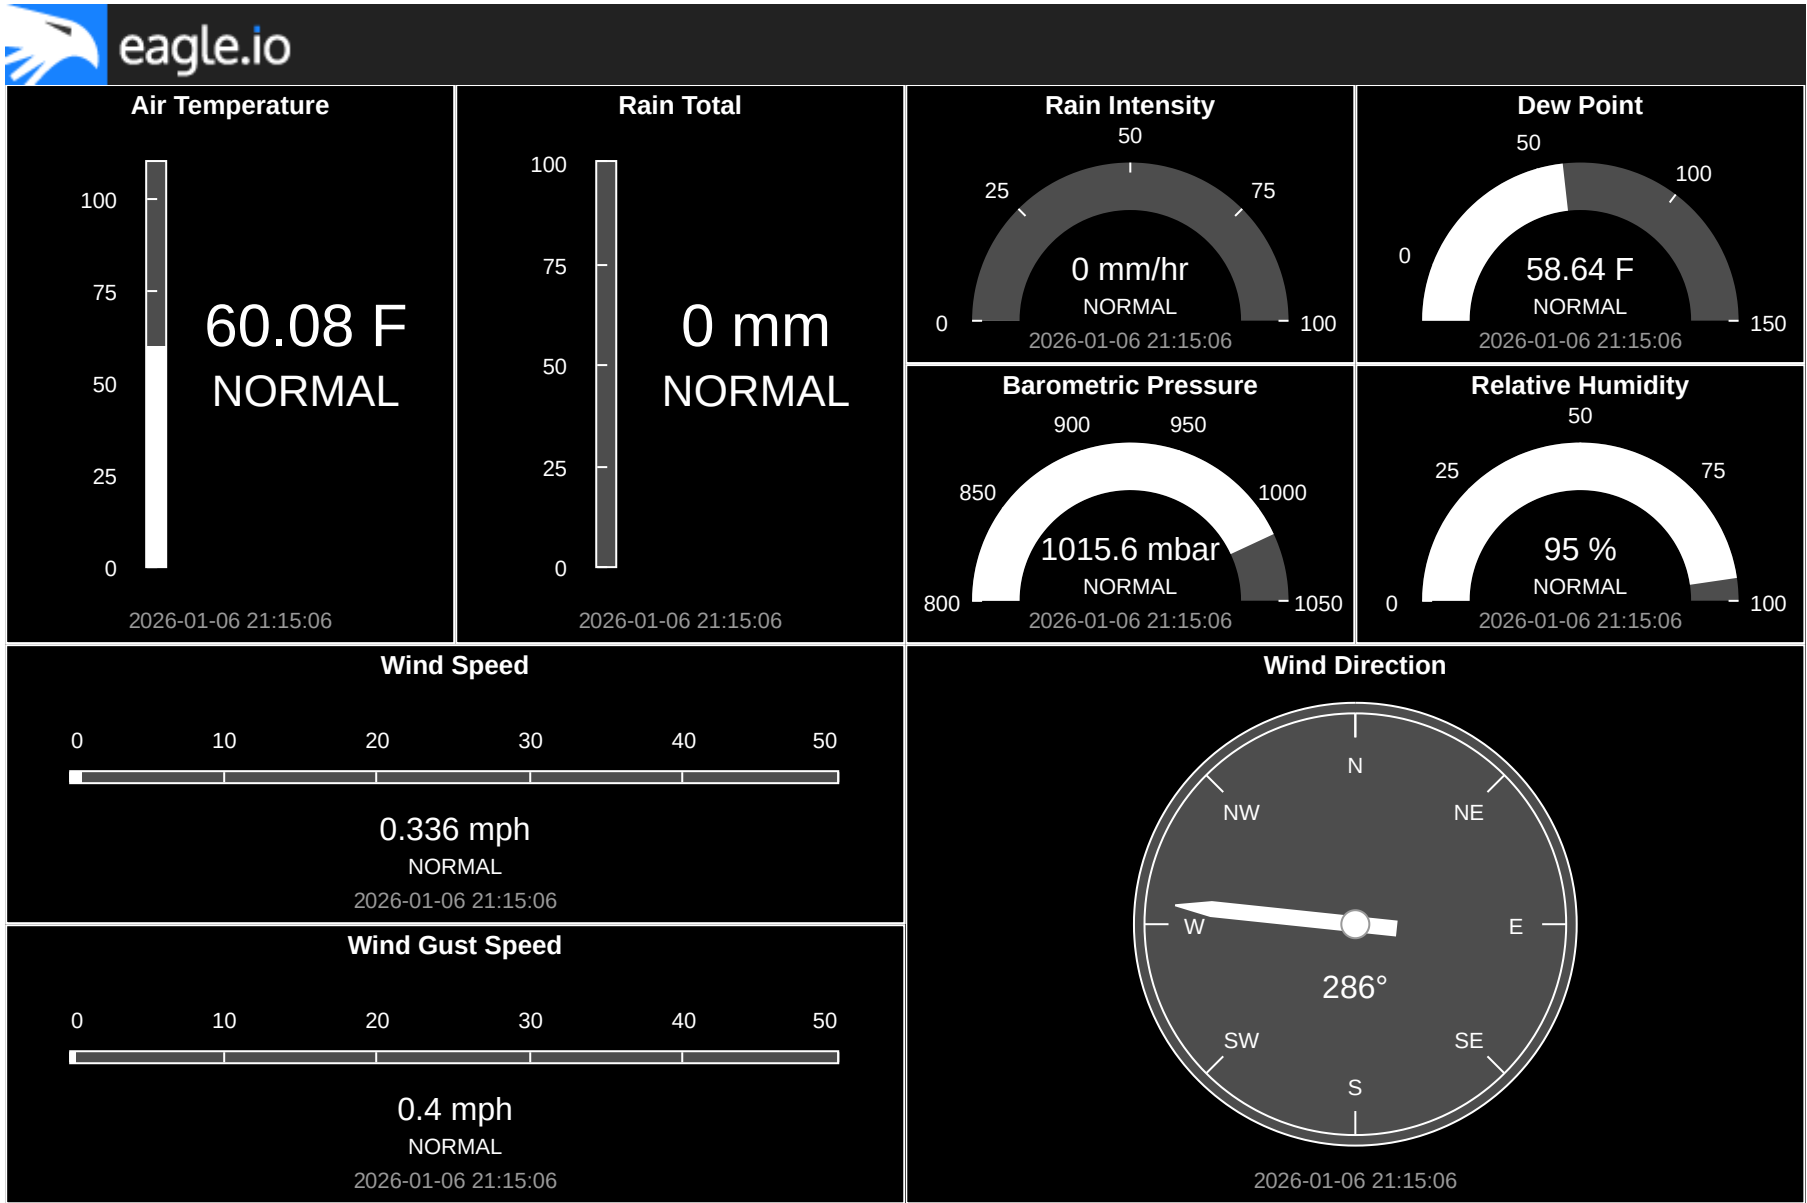 eagle.io
Air Temperature
100
75
50
25
0
60.08 F
NORMAL
2026-01-06 21:15:06
Rain Total
100
75
50
25
0
0 mm
NORMAL
2026-01-06 21:15:06
Rain Intensity
50
25
75
0
100
0 mm/hr
NORMAL
2026-01-06 21:15:06
Dew Point
50
100
0
150
58.64 F
NORMAL
2026-01-06 21:15:06
Barometric Pressure
900 950
850 1000
800 1050
1015.6 mbar
NORMAL
2026-01-06 21:15:06
Relative Humidity
50
25 75
0 100
95 %
NORMAL
2026-01-06 21:15:06
Wind Speed
0 10 20 30 40 50
0.336 mph
NORMAL
2026-01-06 21:15:06
Wind Gust Speed
0 10 20 30 40 50
0.4 mph
NORMAL
2026-01-06 21:15:06
Wind Direction
N
NW NE
W E
286°
SW SE
S
2026-01-06 21:15:06